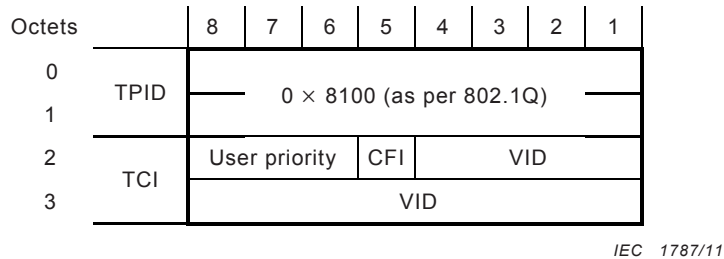 Octets 8 7 6 5 4 3 2 1
0
TPID 0 × 8100 (as per 802.1Q)
1
2 User priority CFI VID
TCI
3 VID
IEC 1787/11